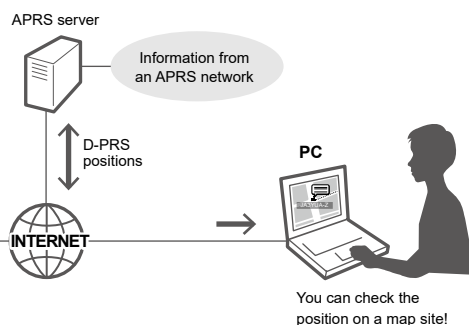 APRS server
Information from
an APRS network
D-PRS
positions
PC
INTERNET
You can check the
position on a map site!